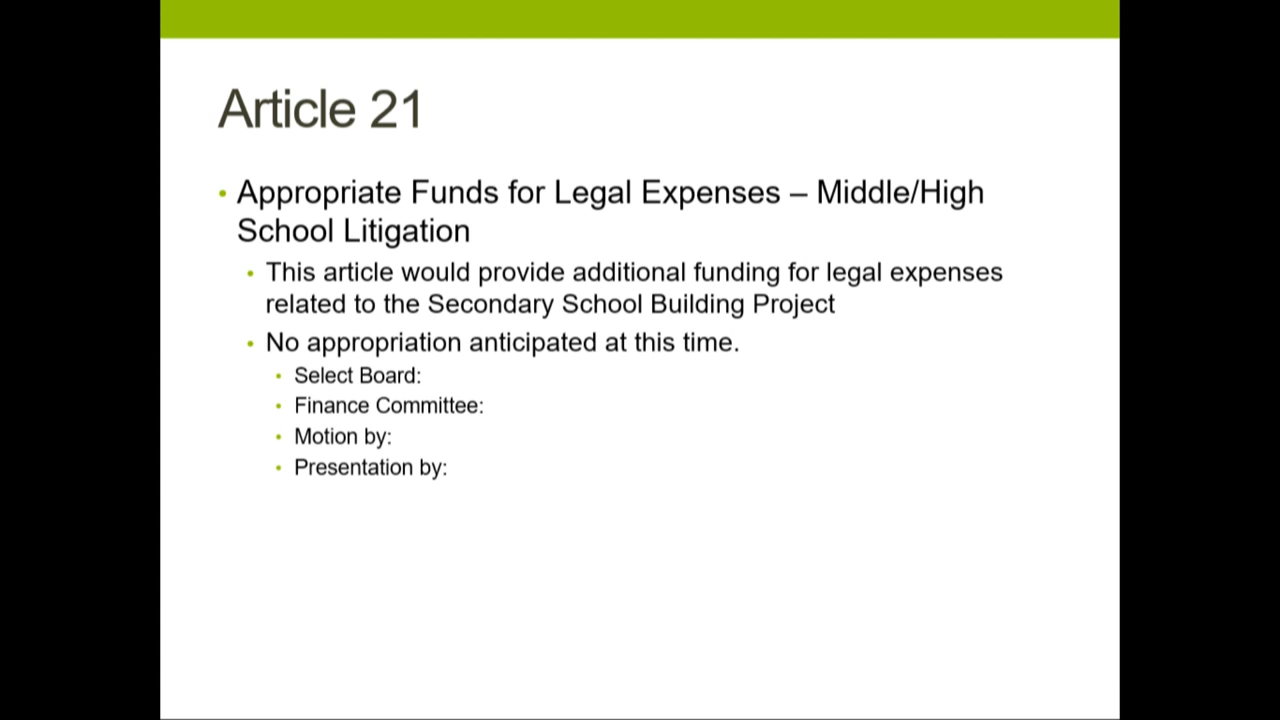 Article 21
• Appropriate Funds for Legal Expenses – Middle/High
School Litigation
• This article would provide additional funding for legal expenses
related to the Secondary School Building Project
• No appropriation anticipated at this time.
• Select Board:
• Finance Committee:
• Motion by:
• Presentation by: